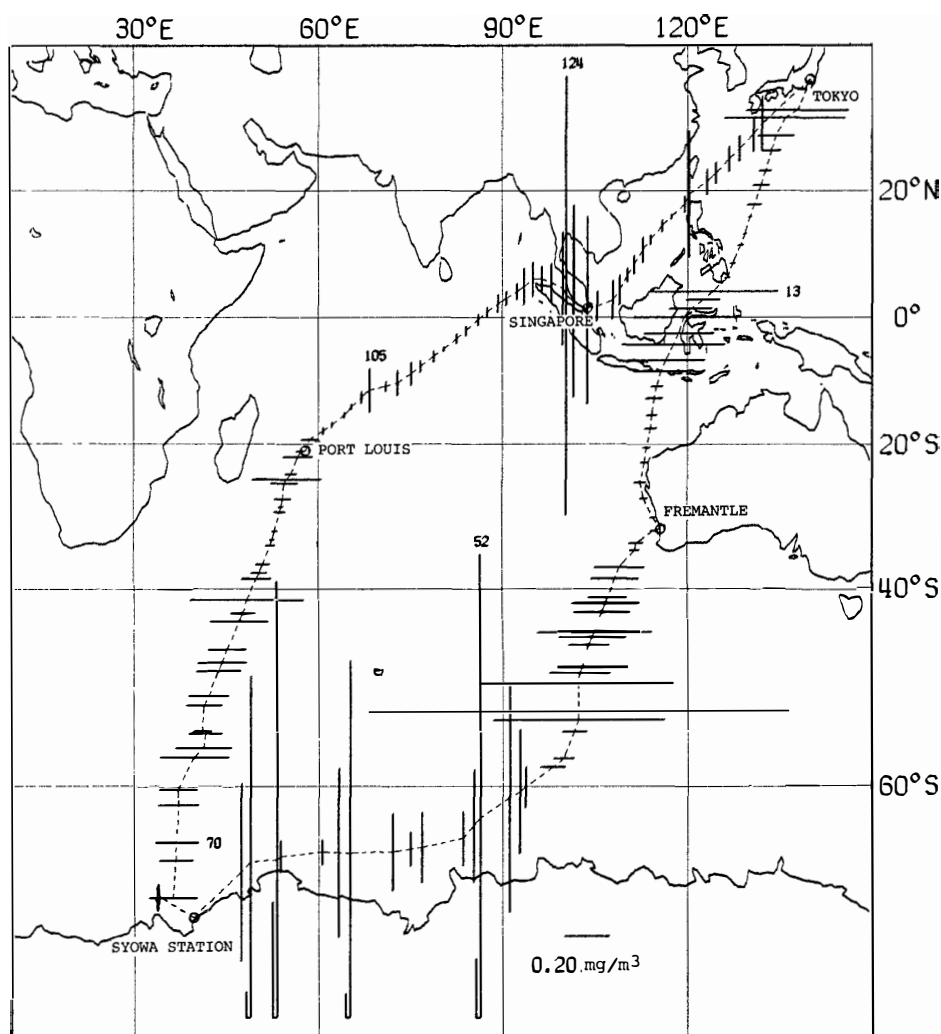 30°E 60°E 90°E 120°E
124
TOKYO
20°N
13
SINGAPORE
0°
105
PORT LOUIS
20°S
FREMANTLE
52
40°S
60°S
70
SYOWA STATION
0.20 mg/m³